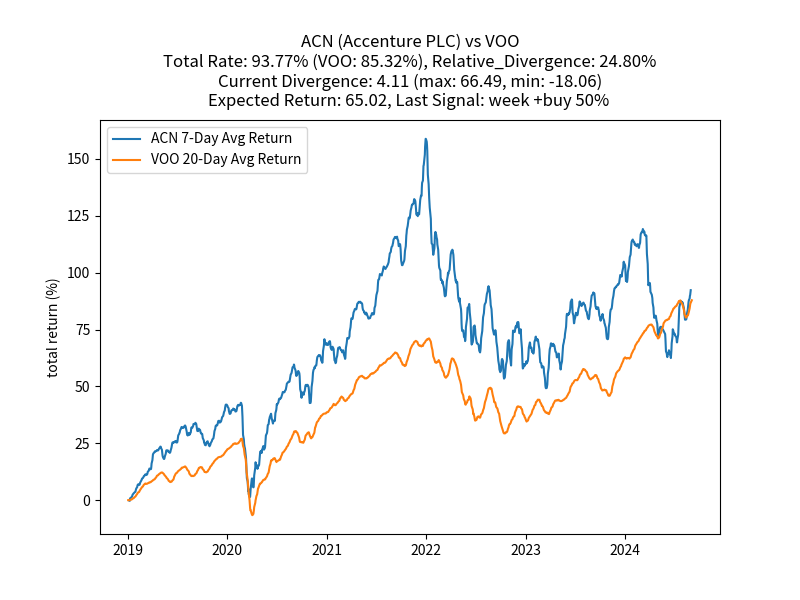 ACN (Accenture PLC) vs VOO
Total Rate: 93.77% (VOO: 85.32%), Relative_Divergence: 24.80%
Current Divergence: 4.11 (max: 66.49, min: -18.06)
Expected Return: 65.02, Last Signal: week +buy 50%
ACN 7-Day Avg Return
VOO 20-Day Avg Return
total return (%)
150
125
100
75
50
25
0
2019 2020 2021 2022 2023 2024